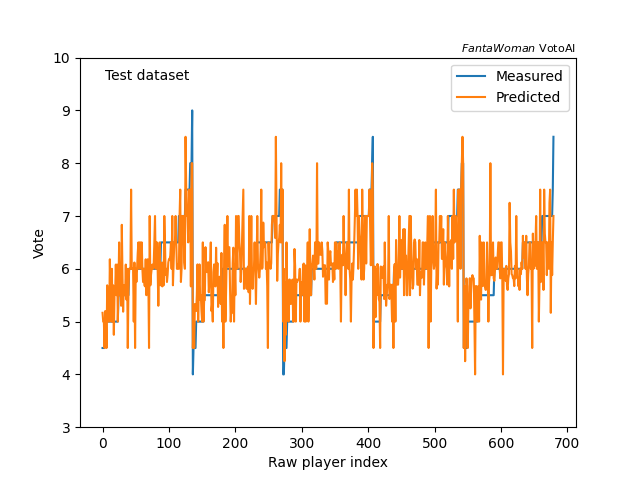 FantaWoman VotoAI
Test dataset
Measured
Predicted
10
9
8
7
6
5
4
3
Vote
0 100 200 300 400 500 600 700
Raw player index